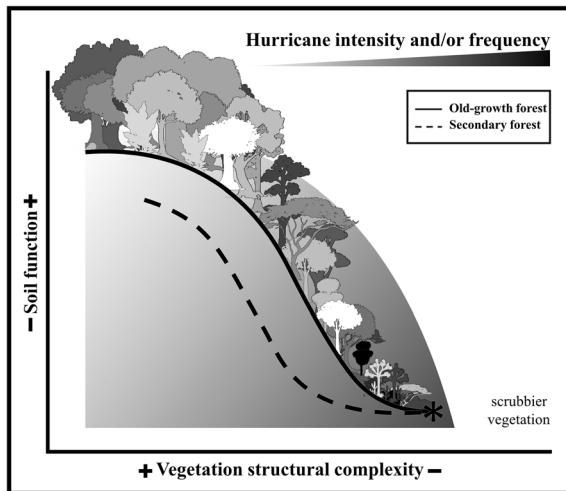 Hurricane intensity and/or frequency
Old-growth forest
Secondary forest
− Soil function +
scrubbier
vegetation
+ Vegetation structural complexity −